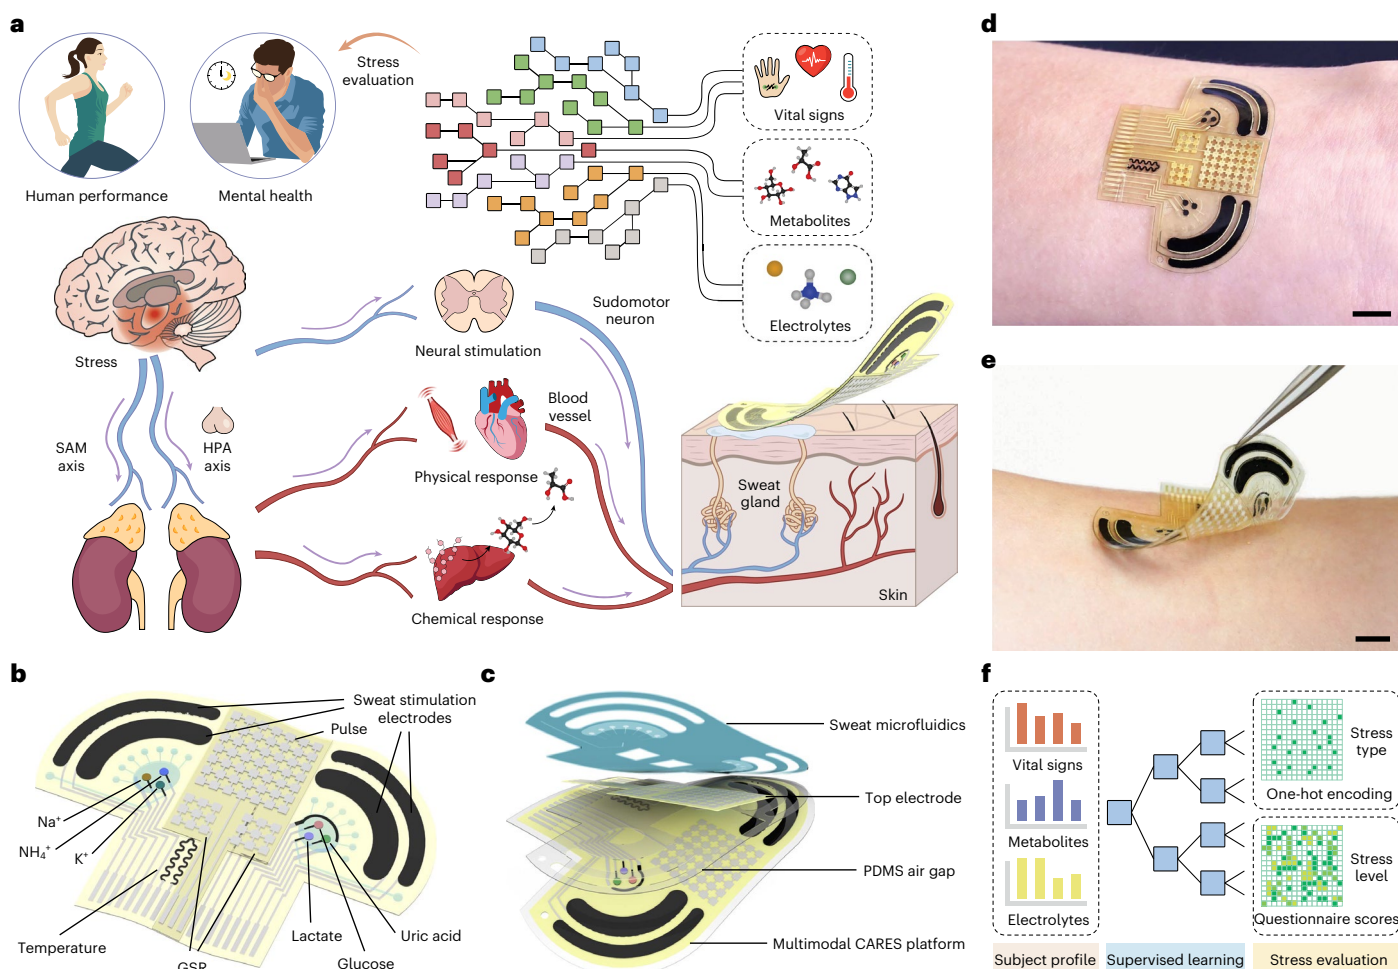 a
Human performance
Mental health
Stress
evaluation
Vital signs
Metabolites
Electrolytes
Stress
SAM
axis
HPA
axis
Neural stimulation
Sudomotor
neuron
Physical response
Blood
vessel
Chemical response
Sweat
gland
Skin
b
Sweat stimulation
electrodes
Pulse
Na⁺
NH₄⁺
K⁺
Temperature
GSR
Lactate
Glucose
Uric acid
c
Sweat microfluidics
Top electrode
PDMS air gap
Multimodal CARES platform
d
e
f
Vital signs
Metabolites
Electrolytes
Stress
type
One-hot encoding
Stress
level
Questionnaire scores
Subject profile
Supervised learning
Stress evaluation